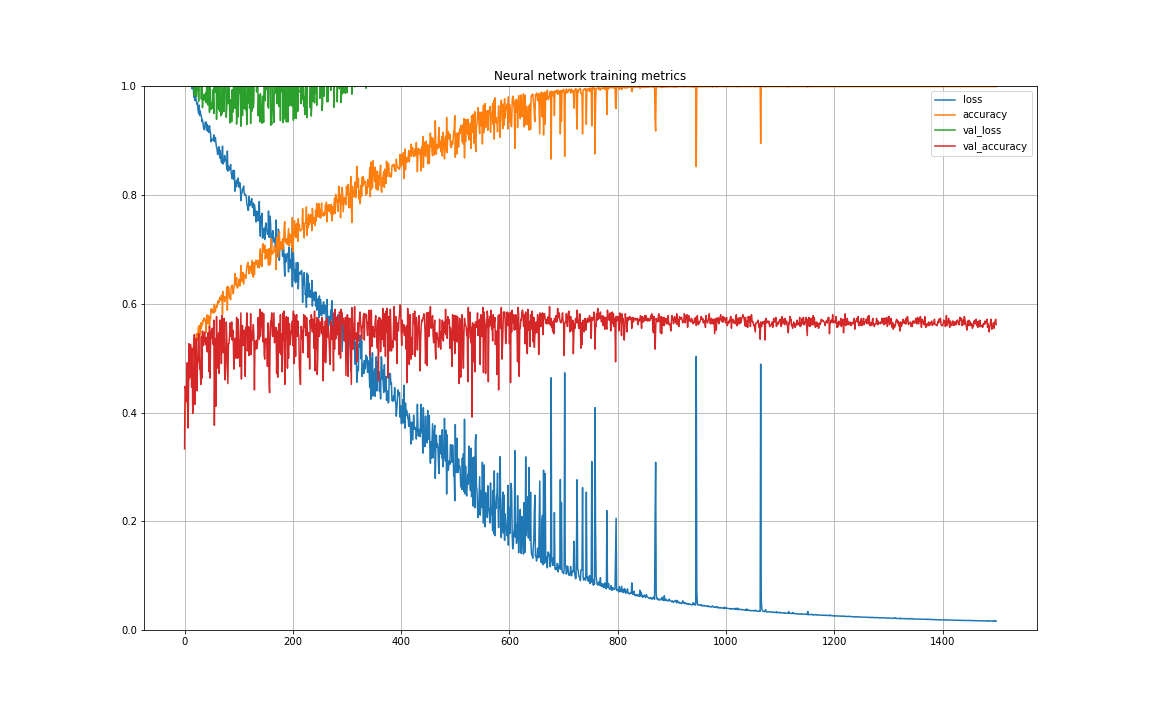 Neural network training metrics
1.0
0.8
0.6
0.4
0.2
0.0
loss
accuracy
val_loss
val_accuracy
0 200 400 600 800 1000 1200 1400